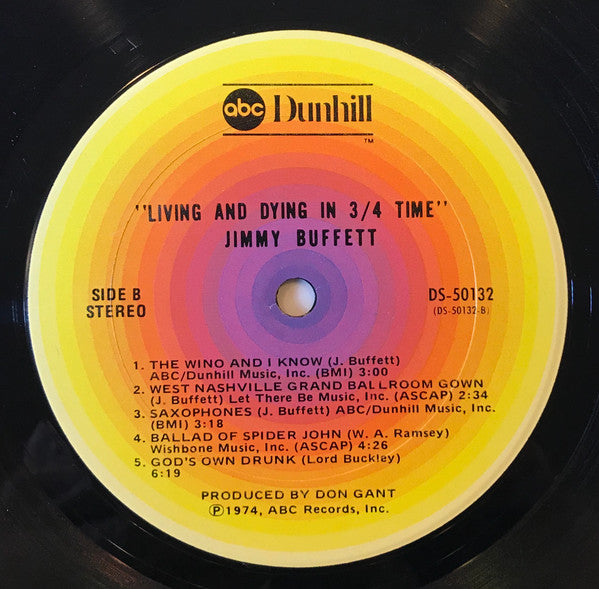 abc Dunhill
TM
"LIVING AND DYING IN 3/4 TIME"
JIMMY BUFFETT
SIDE B
STEREO
DS-50132
(DS-50132-B)
1. THE WINO AND I KNOW (J. Buffett)
ABC/Dunhill Music, Inc. (BMI) 3:00
2. WEST NASHVILLE GRAND BALLROOM GOWN
(J. Buffett) Let There Be Music, Inc. (ASCAP) 2:34
3. SAXOPHONES (J. Buffett) ABC/Dunhill Music, Inc.
(BMI) 3:18
4. BALLAD OF SPIDER JOHN (W. A. Ramsey)
Wishbone Music, Inc. (ASCAP) 4:26
5. GOD'S OWN DRUNK (Lord Buckley)
6:19
PRODUCED BY DON GANT
℗1974, ABC Records, Inc.